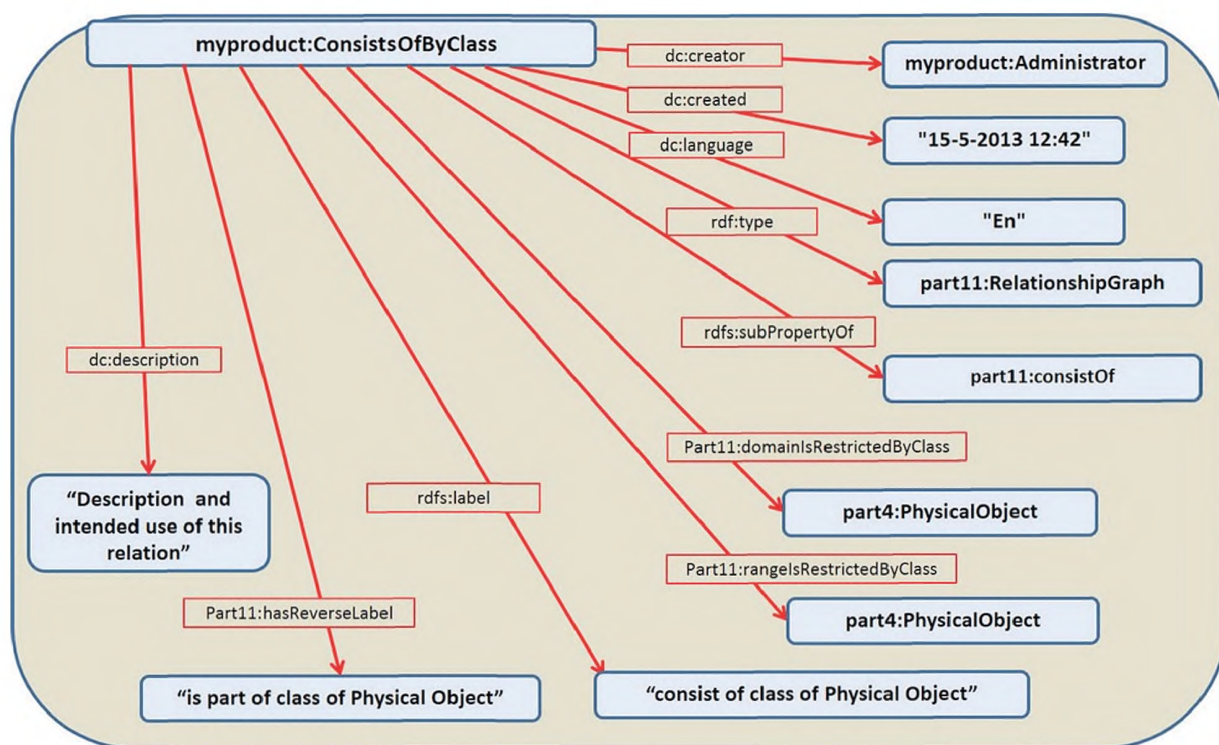 myproduct:ConsistsOfByClass
dc:creator
myproduct:Administrator
dc:created
"15-5-2013 12:42"
dc:language
"En"
rdf:type
part11:RelationshipGraph
rdfs:subPropertyOf
part11:consistOf
dc:description
“Description and
intended use of this
relation”
Part11:domainIsRestrictedByClass
part4:PhysicalObject
rdfs:label
Part11:rangeIsRestrictedByClass
part4:PhysicalObject
Part11:hasReverseLabel
“is part of class of Physical Object”
“consist of class of Physical Object”